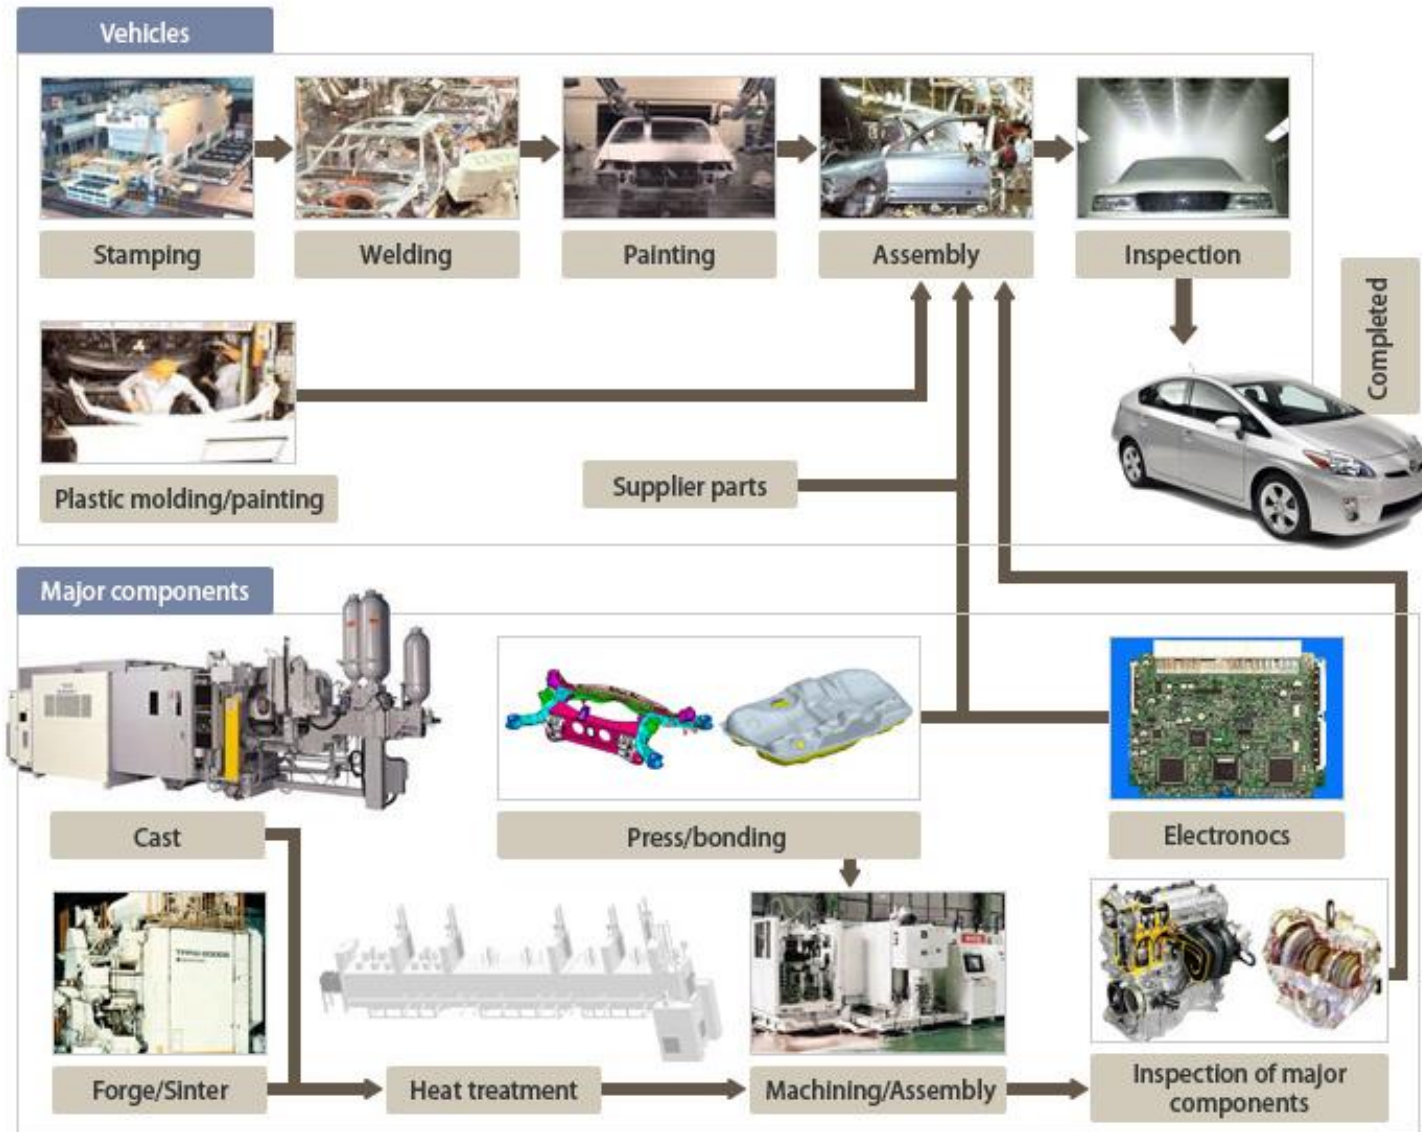 Vehicles
Stamping
Welding
Painting
Assembly
Inspection
Completed
Plastic molding/painting
Supplier parts
Major components
Cast
Press/bonding
Electronocs
Forge/Sinter
Heat treatment
Machining/Assembly
Inspection of major
components